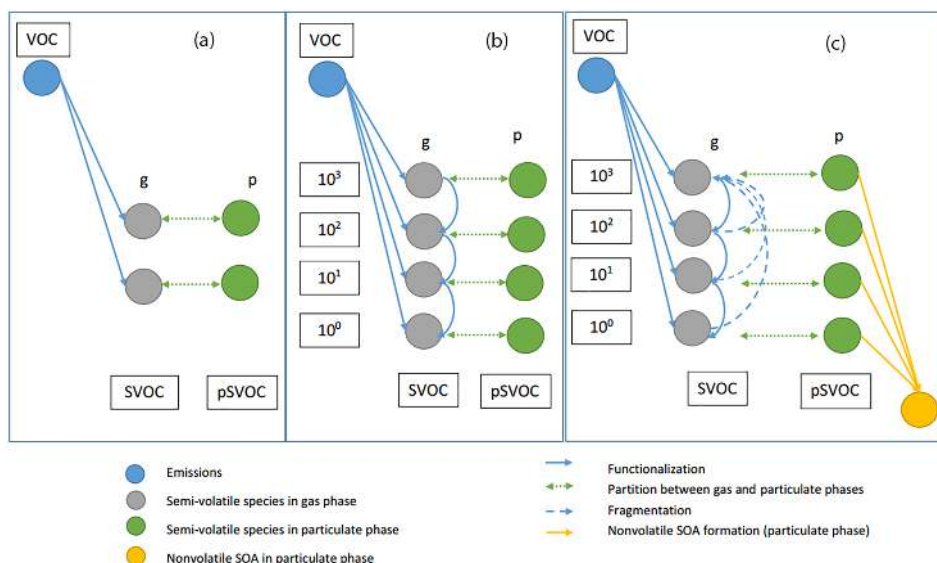 VOC
(a)
g
p
SVOC
pSVOC
VOC
(b)
g
p
10³
10²
10¹
10⁰
SVOC
pSVOC
VOC
(c)
g
p
10³
10²
10¹
10⁰
SVOC
pSVOC
Emissions
Semi-volatile species in gas phase
Semi-volatile species in particulate phase
Nonvolatile SOA in particulate phase
Functionalization
Partition between gas and particulate phases
Fragmentation
Nonvolatile SOA formation (particulate phase)